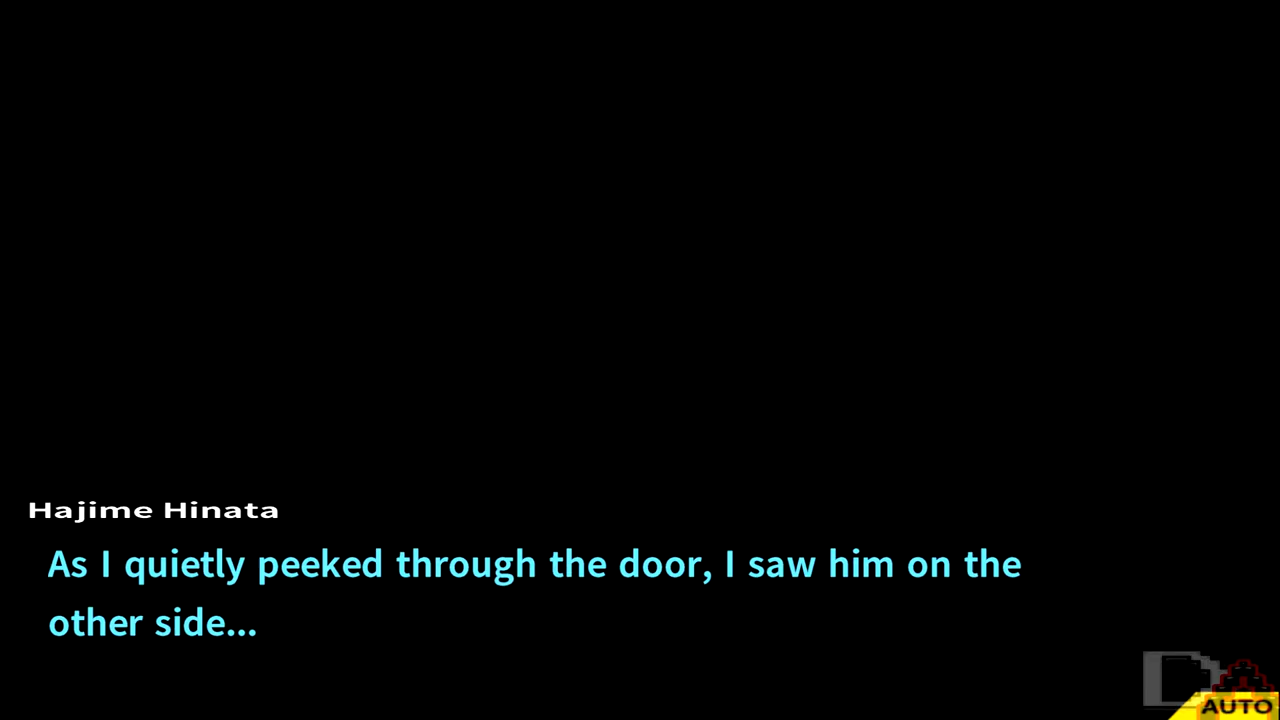 Hajime Hinata
As I quietly peeked through the door, I saw him on the
other side...
AUTO